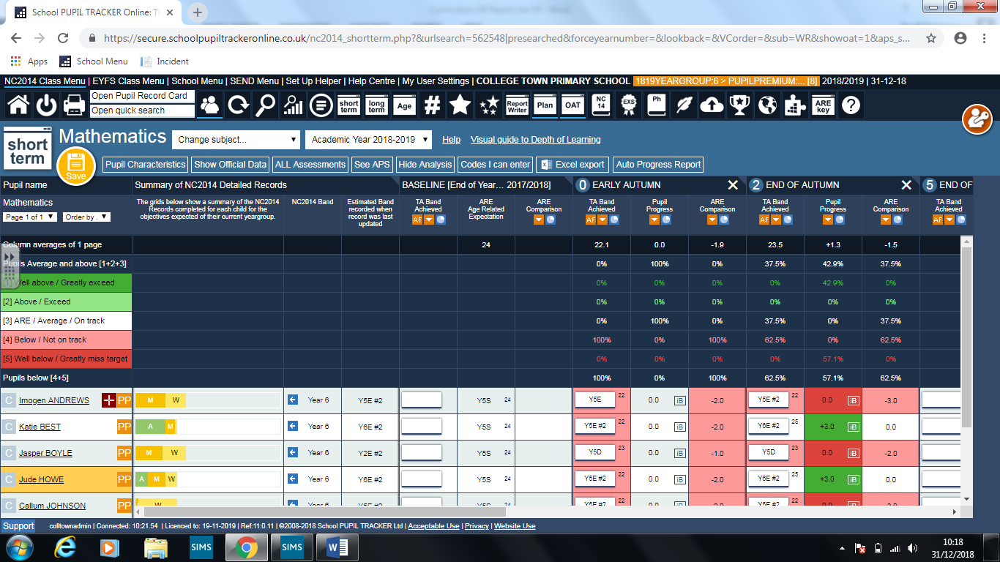 School PUPIL TRACKER Online: Th
https://secure.schoolpupiltrackeronline.co.uk/nc2014_shortterm.php?&urlsearch=562548|presearched&forceyearnumber=&lookback=&VCorder=&sub=WR&showoat=1&aps_s...
Apps School Menu Incident
NC2014 Class Menu | EYFS Class Menu | School Menu | SEND Menu | Set Up Helper | Help Centre | My User Settings | COLLEGE TOWN PRIMARY SCHOOL 1819YEARGROUP:6 > PUPILPREMIUM:... [8] 2018/2019 | 31-12-18
Open Pupil Record Card
Open quick search
short term long term Age # Report Writer Plan OAT NC 14 EXS Ph ARE key ?
short term
Mathematics Change subject... Academic Year 2018-2019 Help Visual guide to Depth of Learning
Save Pupil Characteristics Show Official Data ALL Assessments See APS Hide Analysis Codes I can enter Excel export Auto Progress Report
Pupil name Summary of NC2014 Detailed Records BASELINE [End of Year... 2017/2018] 0 EARLY AUTUMN 2 END OF AUTUMN 5 END OF
Mathematics
Page 1 of 1 Order by .
The grids below show a summary of the NC2014
Records completed for each child for the
objectives expected of their current yeargroup.
NC2014 Band
Estimated Band
recorded when
record was last
updated
TA Band Achieved AF
ARE Age Related Expectation
ARE Comparison
TA Band Achieved AF
Pupil Progress
ARE Comparison
TA Band Achieved AF
Pupil Progress
ARE Comparison
TA Band Achieved AF
Column averages of 1 page 24 22.1 0.0 -1.9 23.5 +1.3 -1.5
Pupils Average and above [1+2+3] 0% 100% 0% 37.5% 42.9% 37.5%
[1] Well above / Greatly exceed 0% 0% 0% 0% 42.9% 0%
[2] Above / Exceed 0% 0% 0% 0% 0% 0%
[3] ARE / Average / On track 0% 100% 0% 37.5% 0% 37.5%
[4] Below / Not on track 100% 0% 100% 62.5% 0% 62.5%
[5] Well below / Greatly miss target 0% 0% 0% 0% 57.1% 0%
Pupils below [4+5] 100% 0% 100% 62.5% 57.1% 62.5%
C Imogen ANDREWS PP M W Year 6 Y5E #2 Y5S 24 Y5E 22 0.0 iB -2.0 Y5E #2 22 0.0 iB -3.0
C Katie BEST PP A M Year 6 Y6E #2 Y5S 24 Y5E #2 22 0.0 iB -2.0 Y6E #2 25 +3.0 iB 0.0
C Jasper BOYLE PP M W Year 6 Y2E #2 Y5S 24 Y5D 23 0.0 iB -1.0 Y5D 23 0.0 iB -2.0
C Jude HOWE PP A M W Year 6 Y6E #2 Y5S 24 Y5E #2 22 0.0 iB -2.0 Y6E #2 25 +3.0 iB 0.0
C Callum JOHNSON PP W Year 6 Y5E #2 Y5S 24 Y5E #2 22 0.0 iB Y5E #2 22 0.0 iB
Support colltownadmin | Connected: 10:21.54 | Licenced to: 19-11-2019 | Ref:11:0.11 | ©2008-2018 School PUPIL TRACKER Ltd | Acceptable Use | Privacy | Website Use
SIMS SIMS W 10:18
31/12/2018